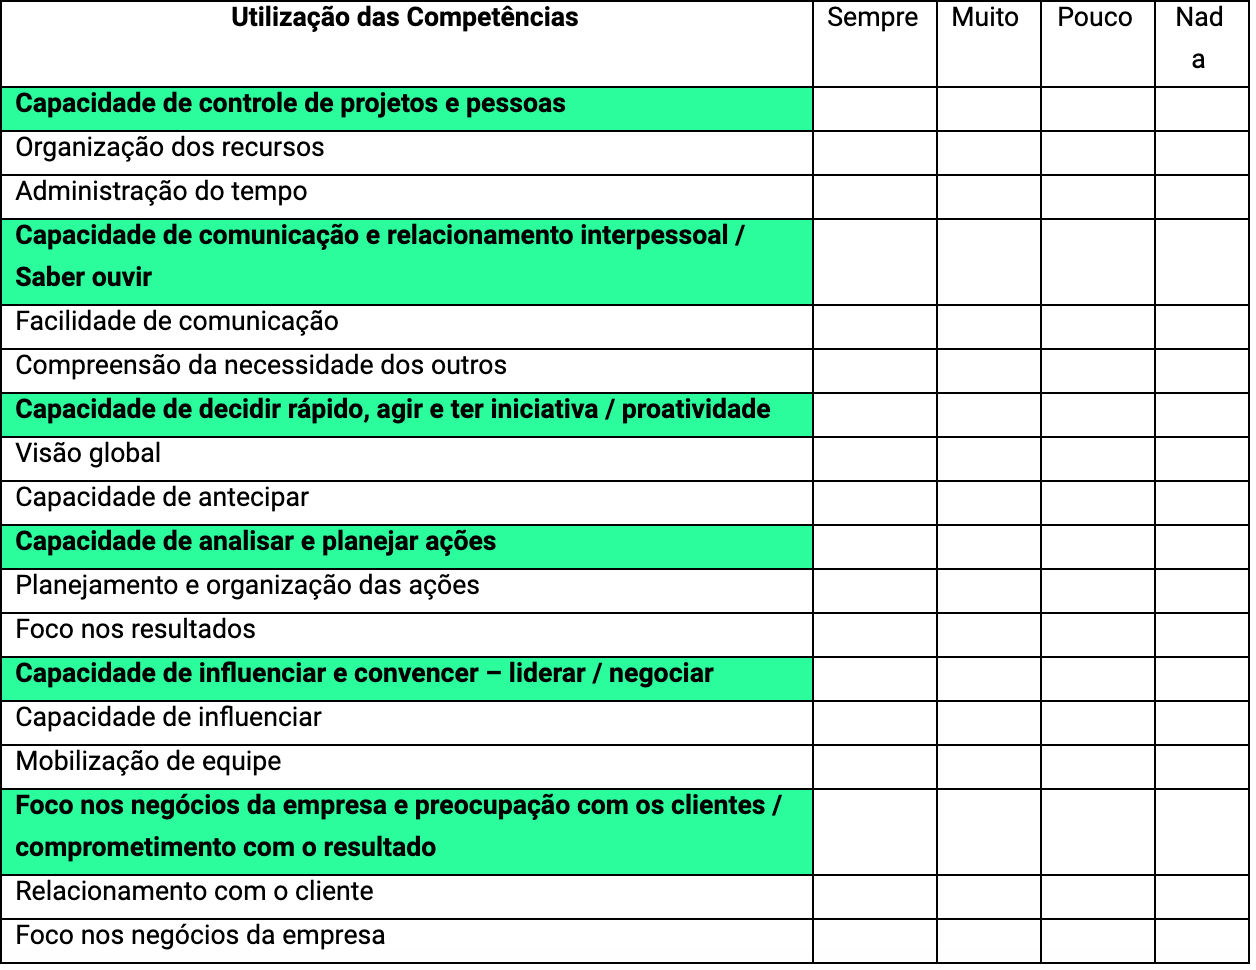 Utilização das Competências Sempre Muito Pouco Nad
a
Capacidade de controle de projetos e pessoas
Organização dos recursos
Administração do tempo
Capacidade de comunicação e relacionamento interpessoal /
Saber ouvir
Facilidade de comunicação
Compreensão da necessidade dos outros
Capacidade de decidir rápido, agir e ter iniciativa / proatividade
Visão global
Capacidade de antecipar
Capacidade de analisar e planejar ações
Planejamento e organização das ações
Foco nos resultados
Capacidade de influenciar e convencer – liderar / negociar
Capacidade de influenciar
Mobilização de equipe
Foco nos negócios da empresa e preocupação com os clientes /
comprometimento com o resultado
Relacionamento com o cliente
Foco nos negócios da empresa